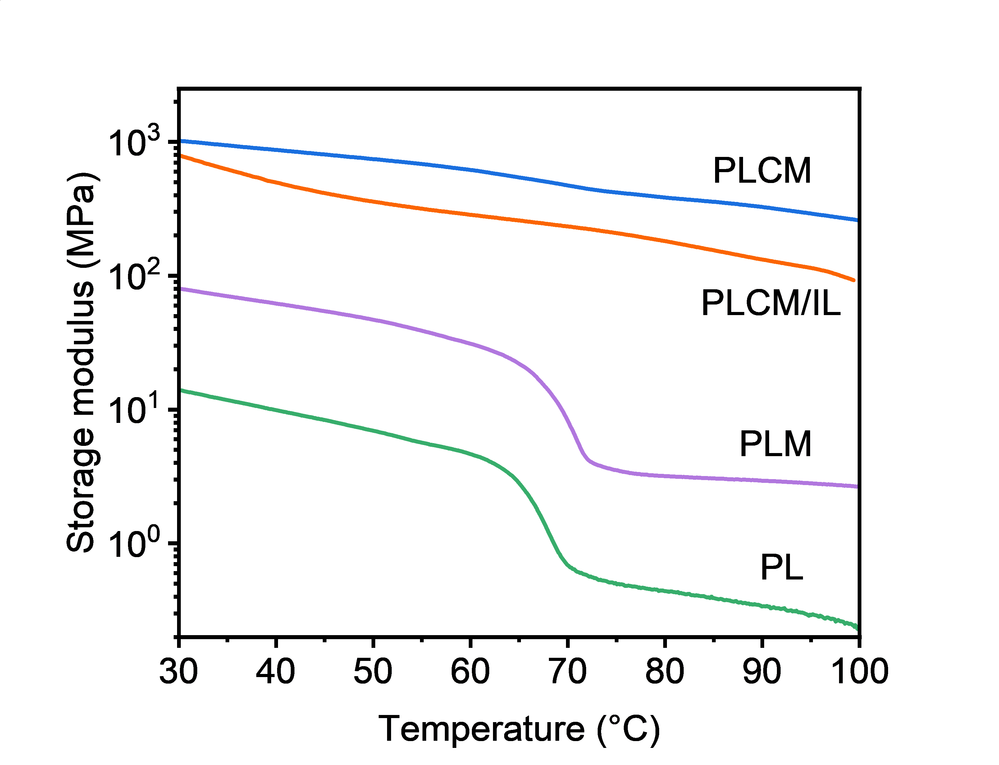 Storage modulus (MPa)
10³
10²
10¹
10⁰
PLCM
PLCM/IL
PLM
PL
30 40 50 60 70 80 90 100
Temperature (°C)